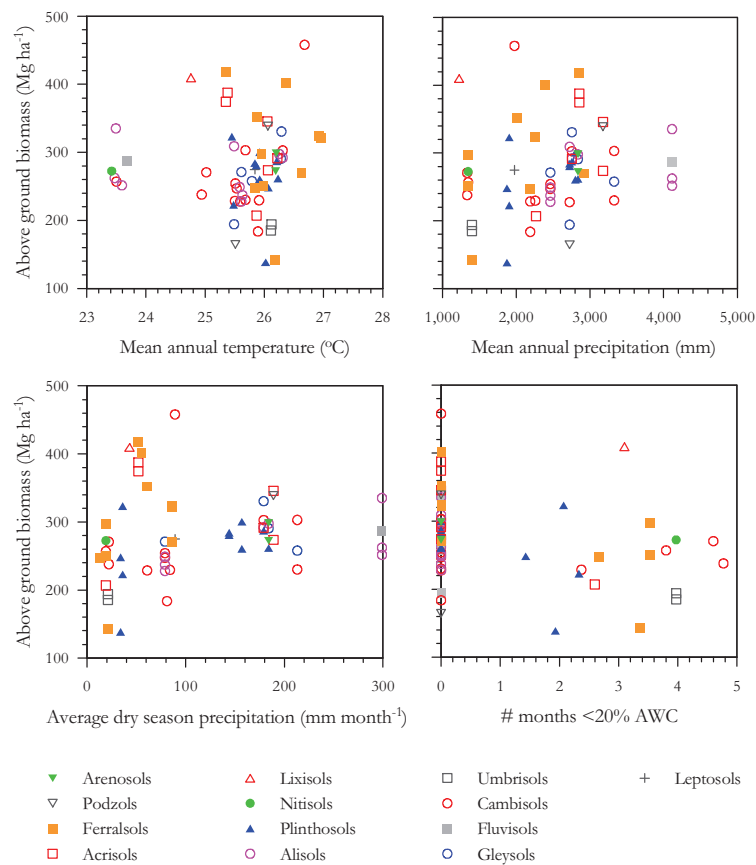 500
400
300
200
100
Above ground biomass (Mg ha-1)
23 24 25 26 27 28
Mean annual temperature (ºC)
1,000 2,000 3,000 4,000 5,000
Mean annual precipitation (mm)
500
400
300
200
100
Above ground biomass (Mg ha-1)
0 100 200 300
Average dry season precipitation (mm month-1)
0 1 2 3 4 5
# months <20% AWC
Arenosols Lixisols Umbrisols Leptosols
Podzols Nitisols Cambisols
Ferralsols Plinthosols Fluvisols
Acrisols Alisols Gleysols